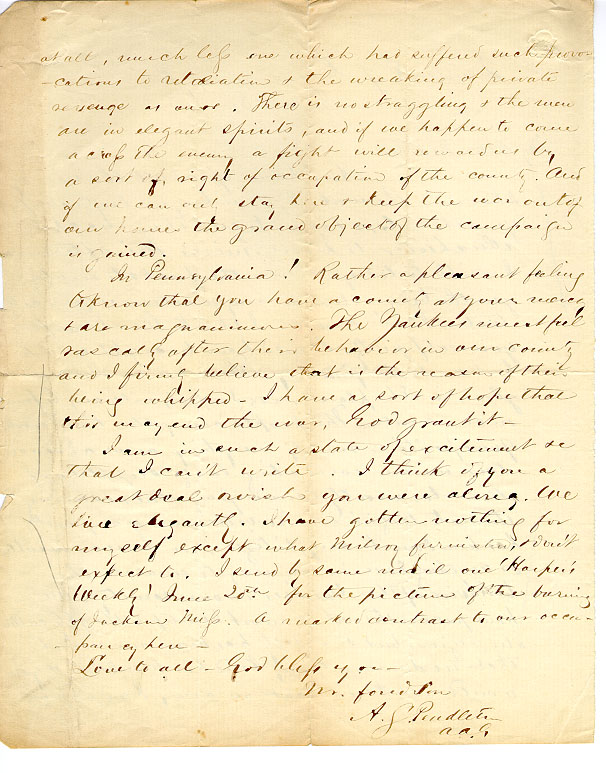 at all, much less one which had suffered such provo-
-cations to retaliation & the wreaking of private
revenge as ours. There is no straggling & the men
are in elegant spirits, and if we happen to come
across the enemy a fight will reward us by
a sort of right of occupation of the county. And
if we can only stay here & keep the war out of
our homes the grand object of the campaign
is gained.
In Pennsylvania! Rather a pleasant feeling
to know that you have a county at your mercy
& are magnanimous. The Yankees must feel
rascally after their behavior in our county
and I firmly believe that is the reason of their
being whipped - I have a sort of hope that
this may end the war, God grant it -
I am in such a state of excitement &c
that I can't write. I think of you a
great deal & wish you were along. We
live elegantly. I have gotten nothing for
myself except what furnishes, & don't
expect to. I send by same mail one "Harper's
Weekly" June 20th for the picture of the burning
of Jackson Miss. A marked contrast to our occu-
-pancy here -
Love to all - God bless you -
Yr. fond Son
A. S. Pendleton
A.A.G